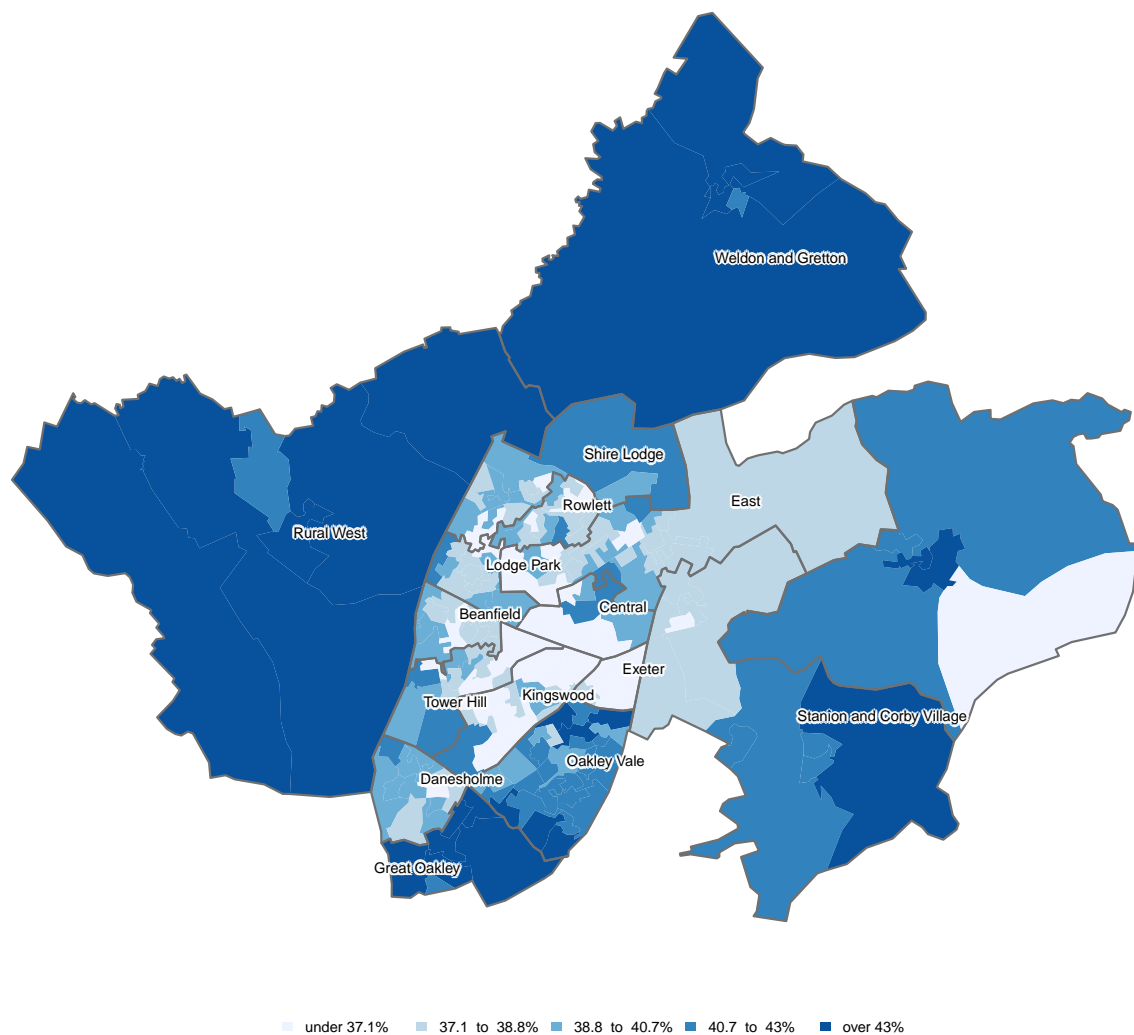 Weldon and Gretton
Shire Lodge
East
Rowlett
Rural West
Lodge Park
Beanfield
Central
Exeter
Tower Hill
Kingswood
Stanion and Corby Village
Oakley Vale
Danesholme
Great Oakley
under 37.1% 37.1 to 38.8% 38.8 to 40.7% 40.7 to 43% over 43%